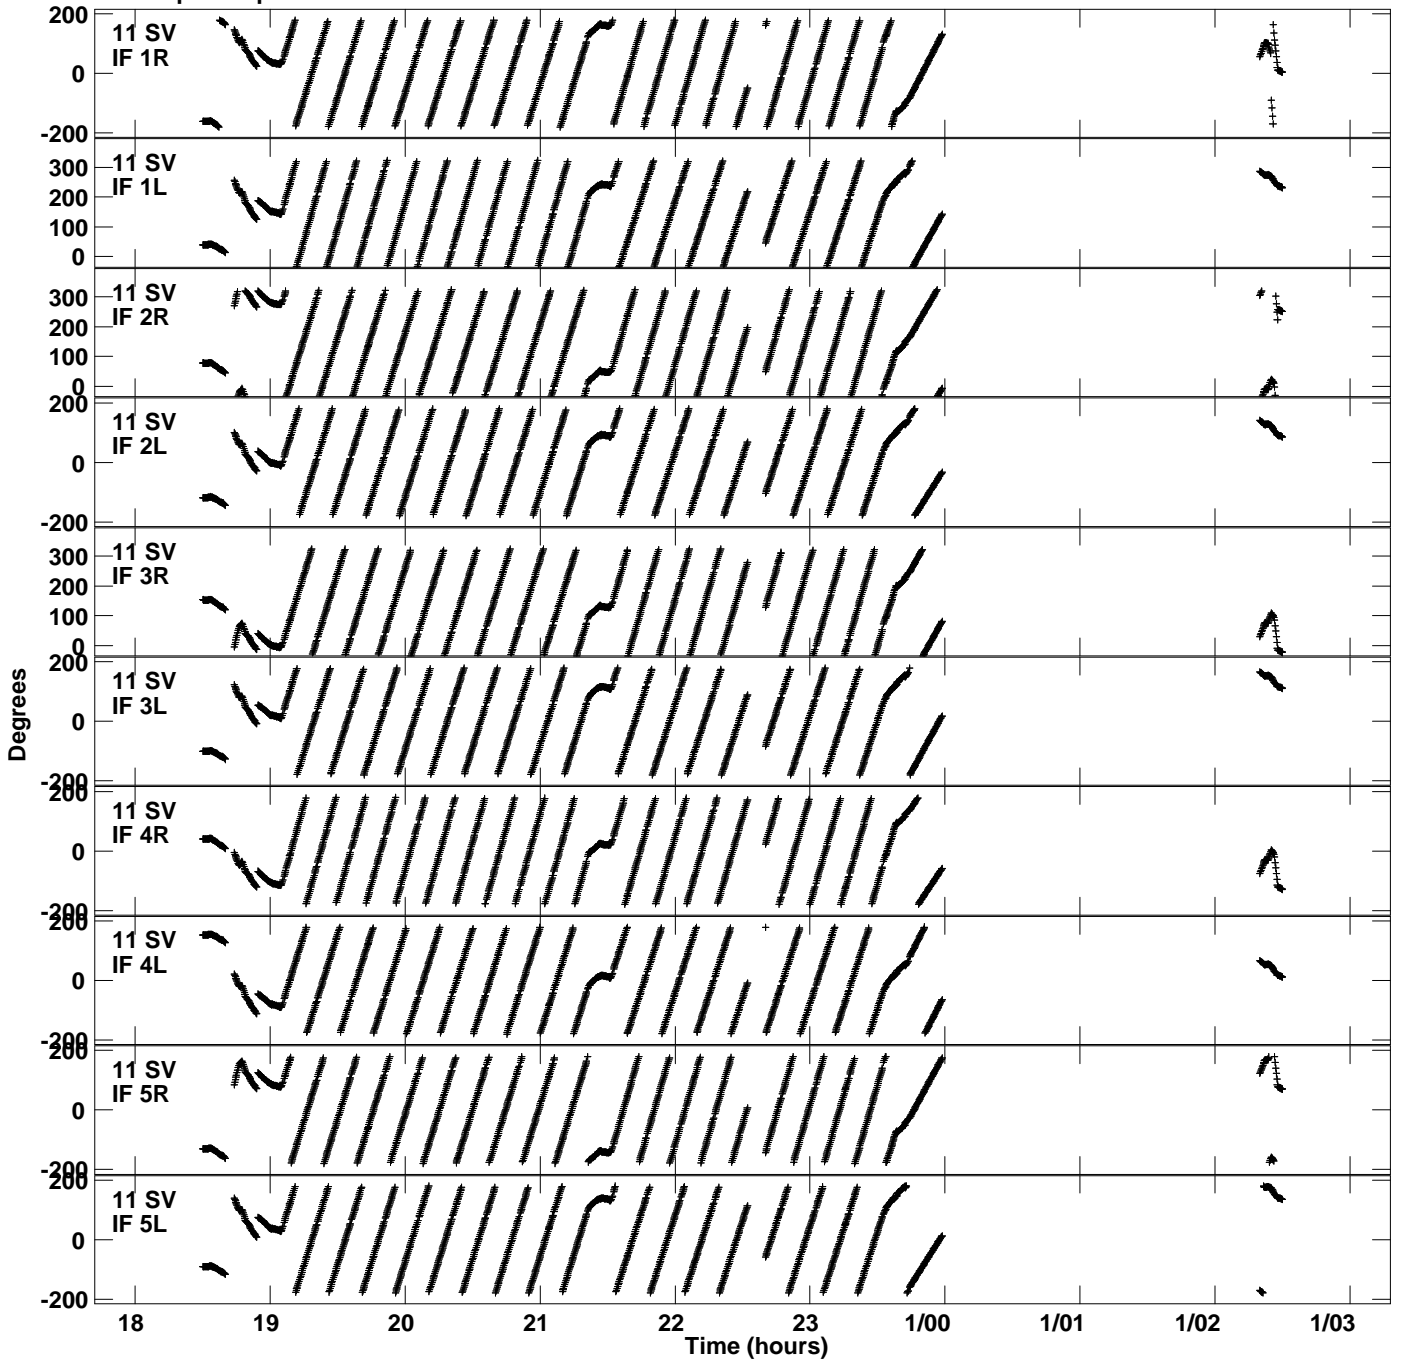 200
11 SV
IF 1R
0
-200
11 SV
300
IF 1L
200
100
0
11 SV
300
IF 2R
200
100
0
200
11 SV
IF 2L
0
-200
11 SV
300
IF 3R
200
100
0
200
11 SV
IF 3L
0
-200
200
11 SV
IF 4R
0
-200
200
11 SV
IF 4L
0
-200
200
11 SV
IF 5R
0
-200
200
11 SV
IF 5L
0
-200
Degrees
18 19 20 21 22 23 1/00 1/01 1/02 1/03
Time (hours)